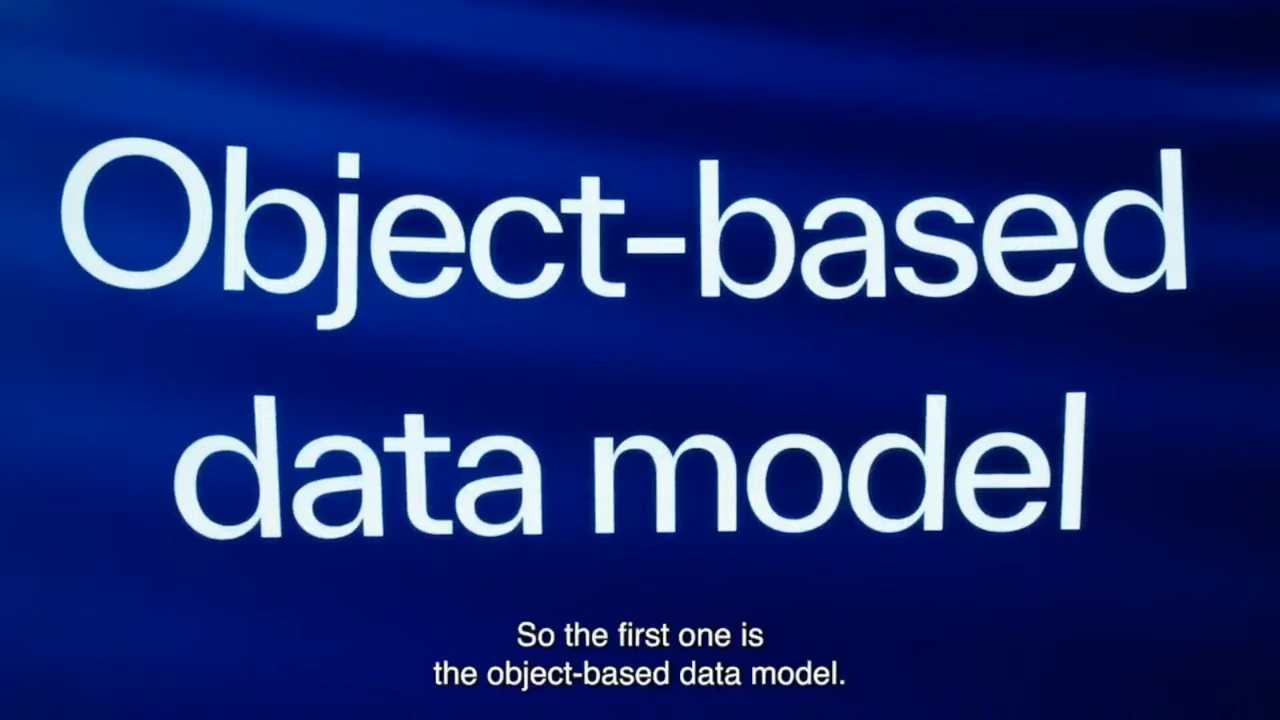 Object-based
data model
So the first one is
the object-based data model.